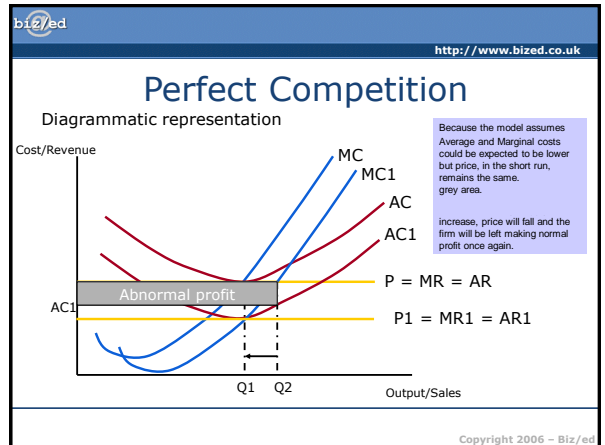 biz/ed
http://www.bized.co.uk
Perfect Competition
Diagrammatic representation
Because the model assumes
Average and Marginal costs
could be expected to be lower
but price, in the short run,
remains the same.
grey area.
increase, price will fall and the
firm will be left making normal
profit once again.
Cost/Revenue
MC
MC1
AC
AC1
P = MR = AR
Abnormal profit
AC1
P1 = MR1 = AR1
Q1 Q2
Output/Sales
Copyright 2006 – Biz/ed